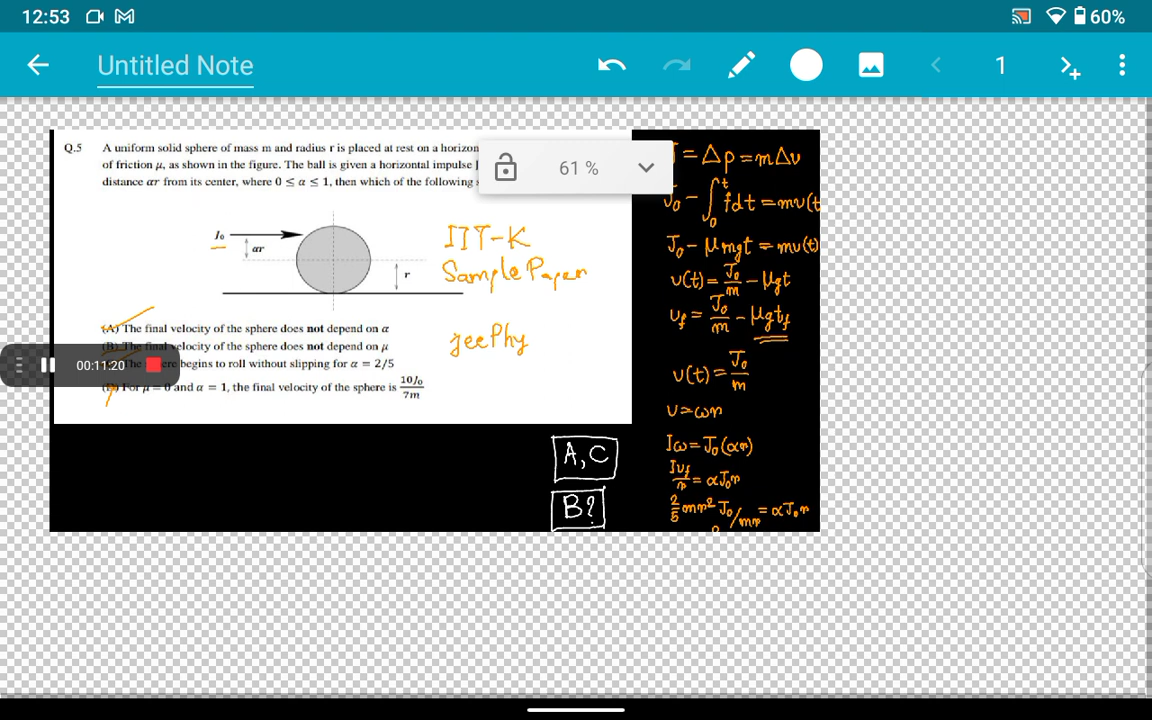 12:53
60%
Untitled Note
1
61 %
Q.5 A uniform solid sphere of mass m and radius r is placed at rest on a horizon
of friction μ, as shown in the figure. The ball is given a horizontal impulse
distance αr from its center, where 0 ≤ α ≤ 1, then which of the following
J₀
αr
r
IIT-K
Sample Paper
JeePhy
(A) The final velocity of the sphere does not depend on α
(B) The final velocity of the sphere does not depend on μ
begins to roll without slipping for α = 2/5
For μ = 0 and α = 1, the final velocity of the sphere is 10J₀/7m
00:11:20
A,C
B?
= Δp = mΔv
J₀ - ∫₀ᵗ fdt = mv(t
J₀ - μmgt = mv(t)
v(t) = J₀/m - μgt
v_f = J₀/m - μgt_f
v(t) = J₀/m
v = ωr
Iω = J₀(αr)
Iv_f/r = αJ₀r
2/5 mr² J₀/mr = αJ₀r